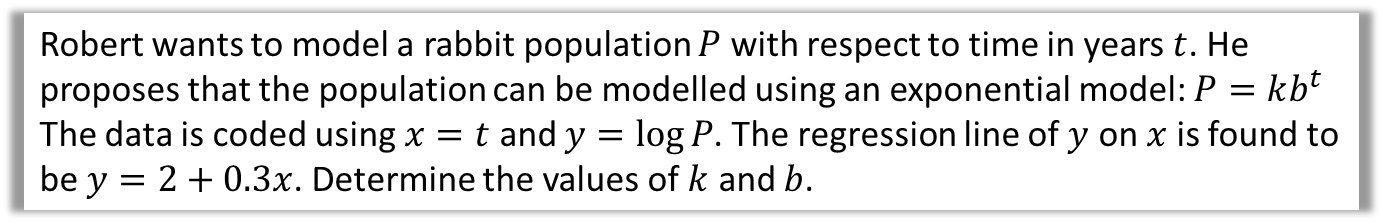 Robert wants to model a rabbit population P with respect to time in years t. He
proposes that the population can be modelled using an exponential model: P = kbᵗ
The data is coded using x = t and y = log P. The regression line of y on x is found to
be y = 2 + 0.3x. Determine the values of k and b.